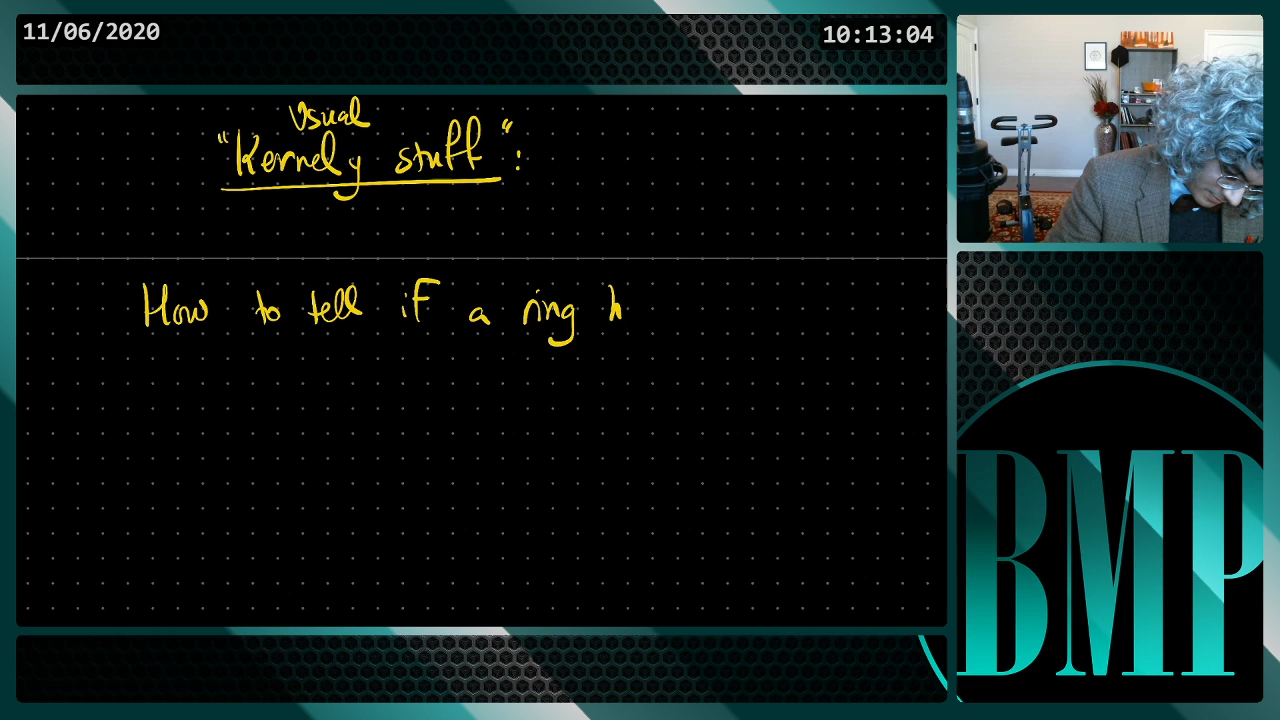 11/06/2020
10:13:04
Usual
"Kernely stuff":
How to tell if a ring h
BMP